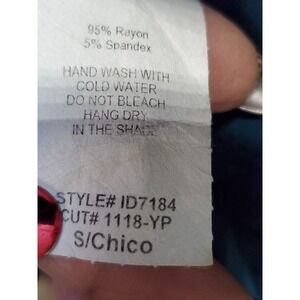 95% Rayon
5% Spandex
HAND WASH WITH
COLD WATER
DO NOT BLEACH
HANG DRY
IN THE SHADE
STYLE# ID7184
CUT# 1118-YP
S/Chico